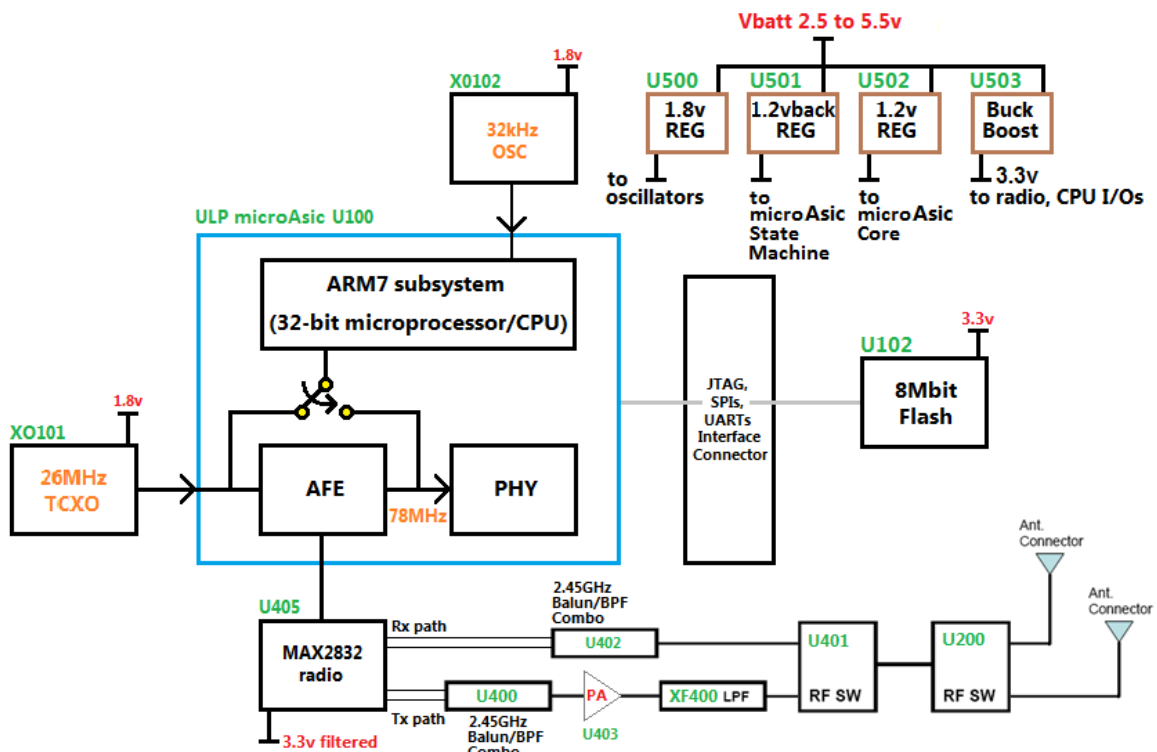 Vbatt 2.5 to 5.5v
1.8v
X0102
32kHz
OSC
U500
1.8v
REG
to
oscillators
U501
1.2vback
REG
to
microAsic
State
Machine
U502
1.2v
REG
to
microAsic
Core
U503
Buck
Boost
3.3v
to radio, CPU I/Os
ULP microAsic U100
ARM7 subsystem
(32-bit microprocessor/CPU)
1.8v
XO101
26MHz
TCXO
AFE
78MHz
PHY
JTAG,
SPIs,
UARTs
Interface
Connector
3.3v
U102
8Mbit
Flash
U405
MAX2832
radio
3.3v filtered
Rx path
2.45GHz
Balun/BPF
Combo
U402
Tx path
U400
2.45GHz
Balun/BPF
Combo
PA
U403
XF400 LPF
U401
RF SW
U200
RF SW
Ant.
Connector
Ant.
Connector